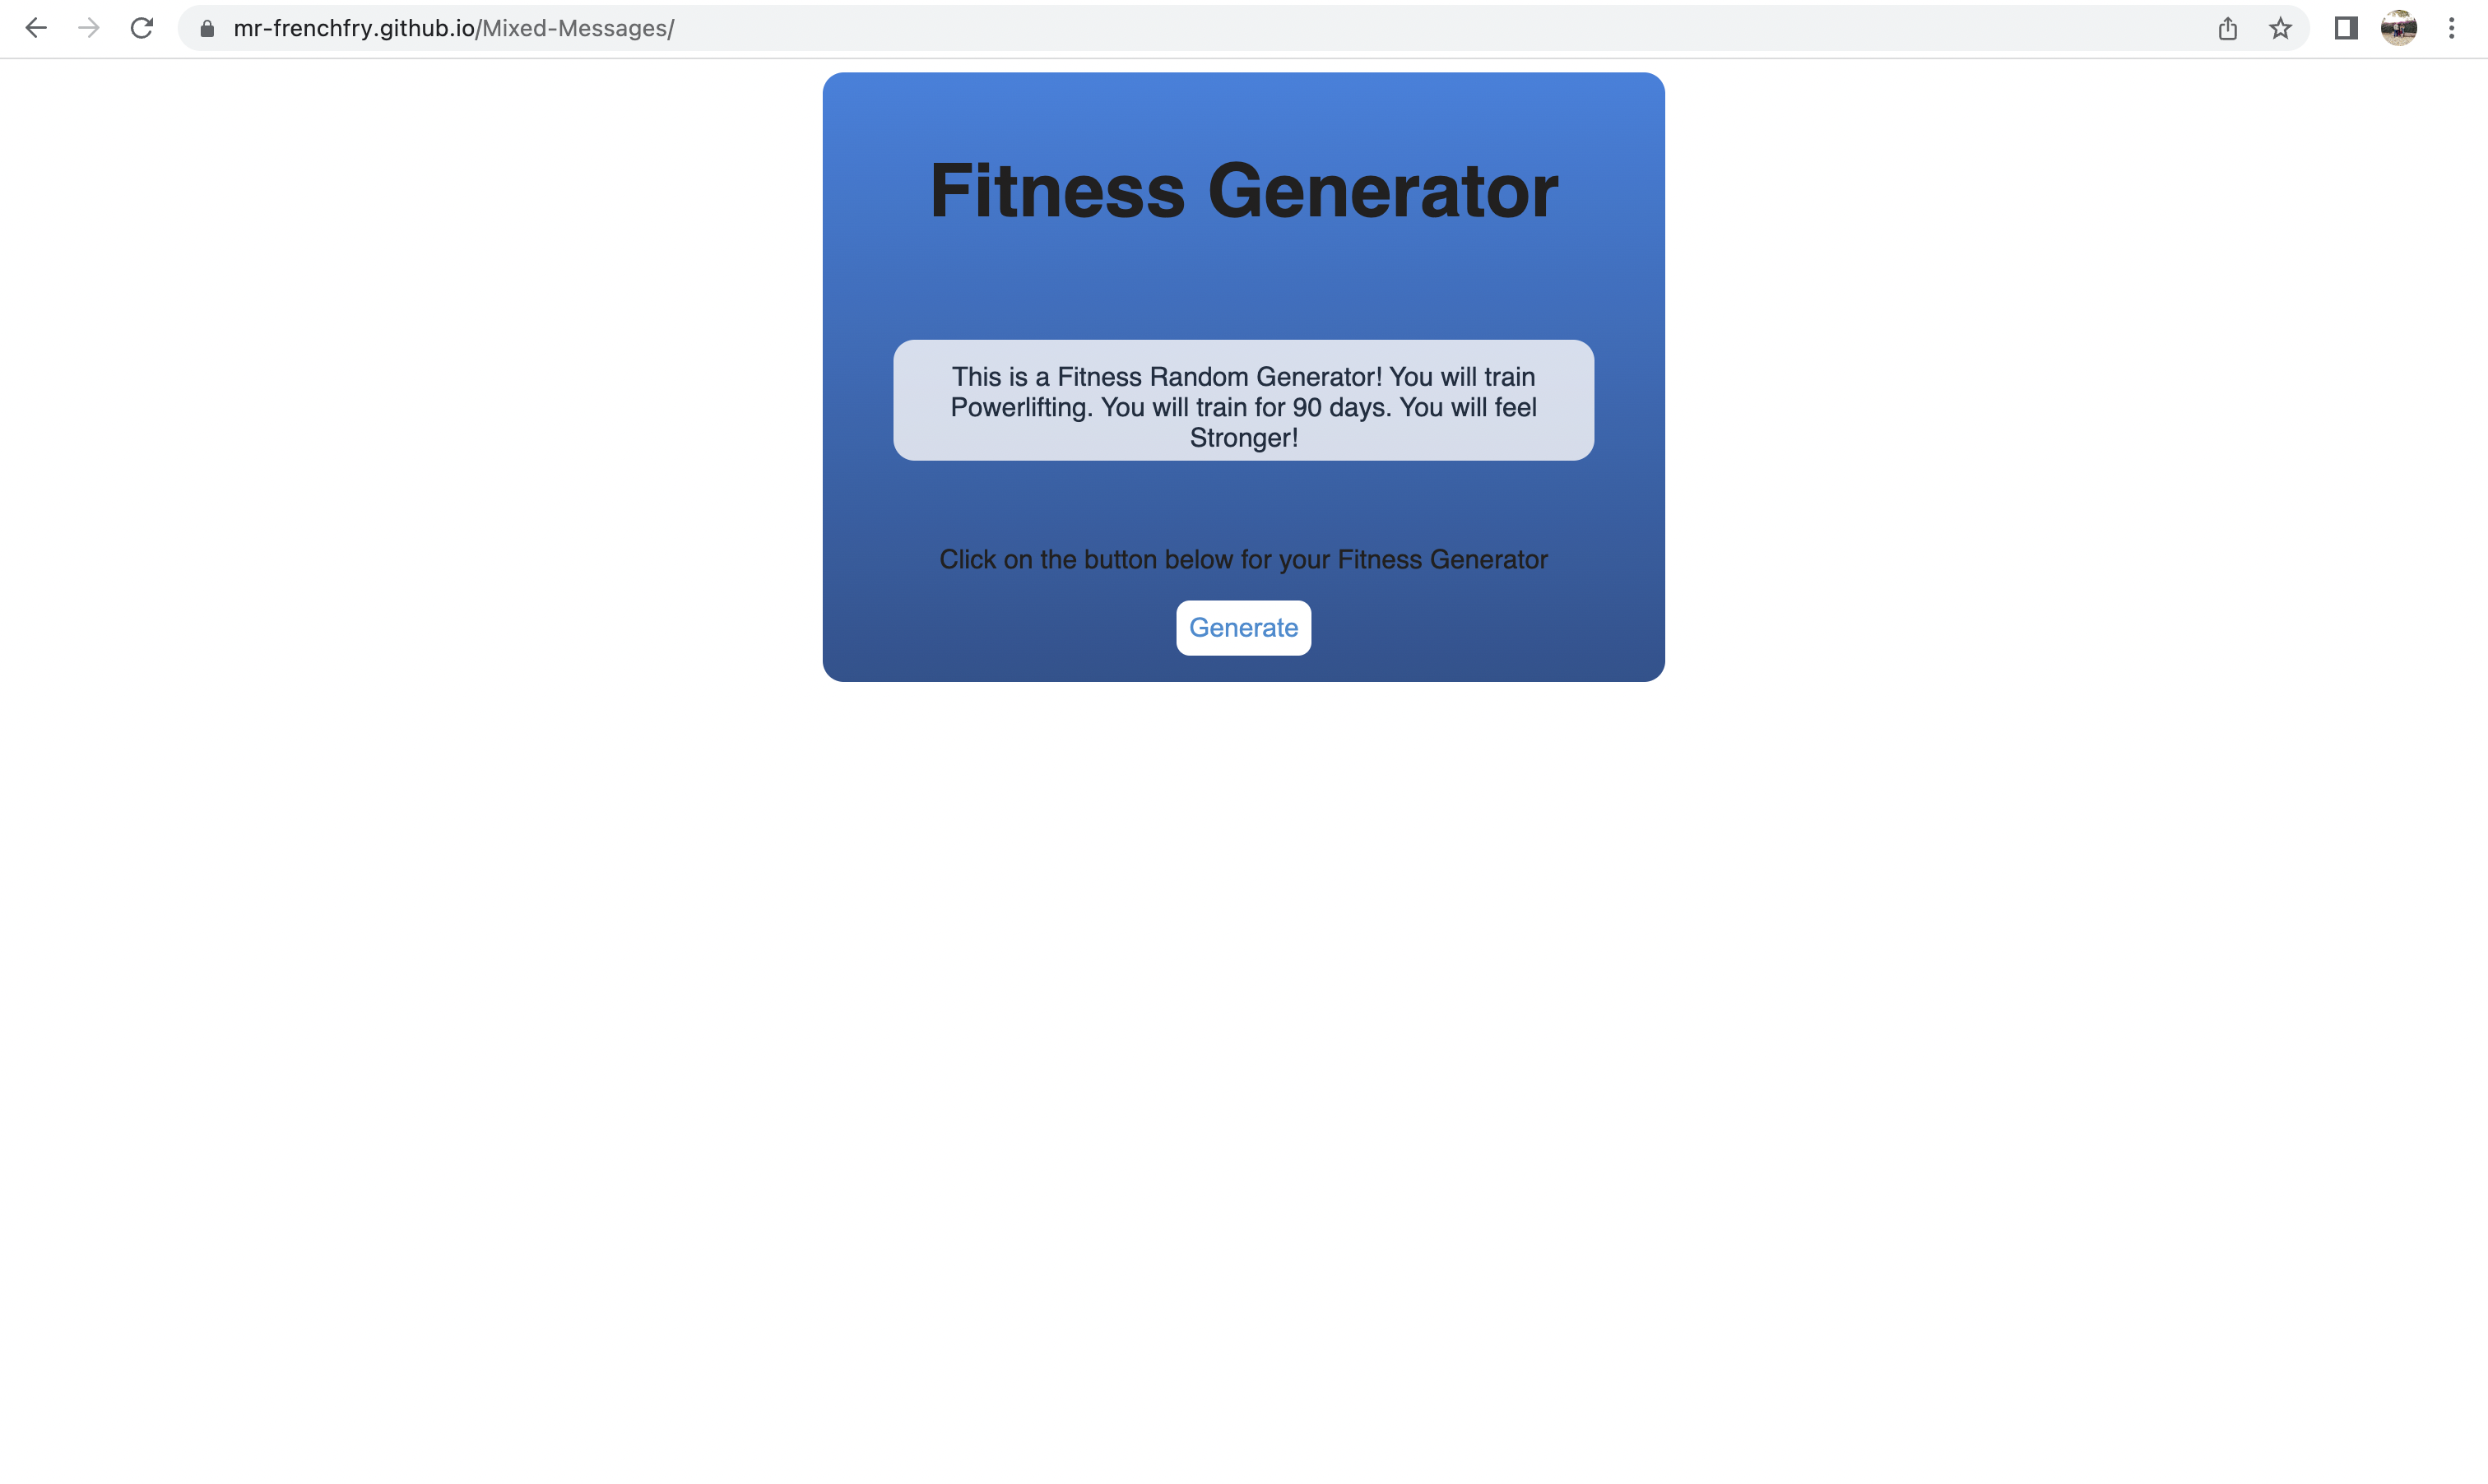 mr-frenchfry.github.io/Mixed-Messages/
Fitness Generator
This is a Fitness Random Generator! You will train
Powerlifting. You will train for 90 days. You will feel
Stronger!
Click on the button below for your Fitness Generator
Generate